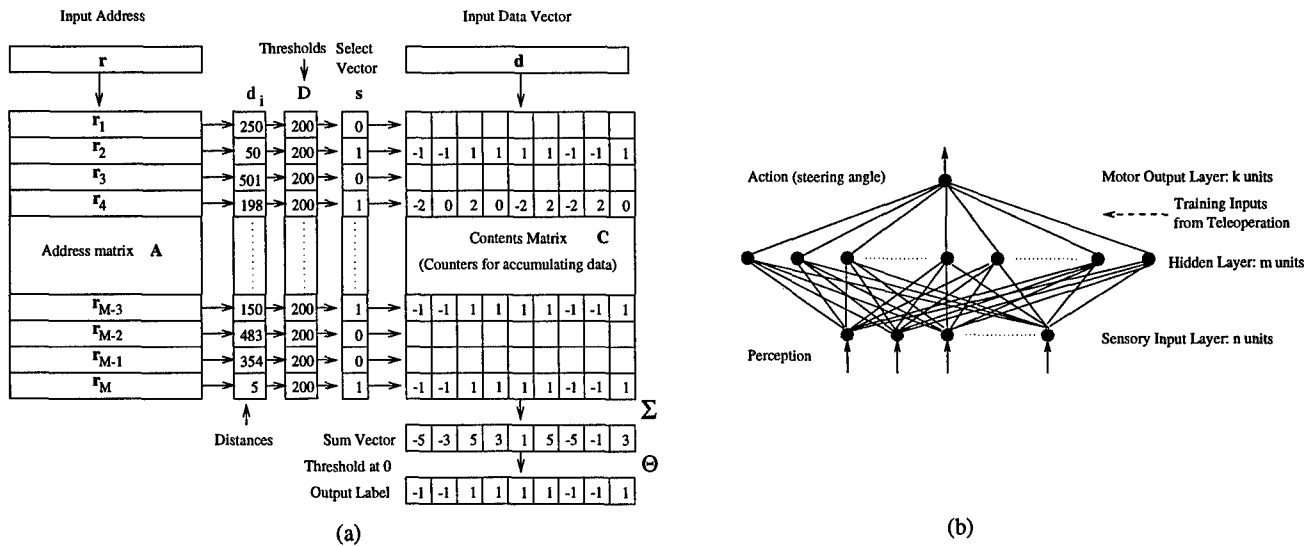 Input Address
Input Data Vector
Thresholds
Select Vector
r
d
d i
D
s
r1 250 200 0
r2 50 200 1 -1 -1 1 1 1 1 -1 -1 1
r3 501 200 0
r4 198 200 1 -2 0 2 0 -2 2 -2 2 0
Address matrix A
Contents Matrix C
(Counters for accumulating data)
rM-3 150 200 1 -1 -1 1 1 1 1 -1 -1 1
rM-2 483 200 0
rM-1 354 200 0
rM 5 200 1 -1 -1 1 1 1 1 -1 -1 1
Σ
Distances
Sum Vector -5 -3 5 3 1 5 -5 -1 3
Threshold at 0
Θ
Output Label -1 -1 1 1 1 1 -1 -1 1
(a)
Action (steering angle)
Motor Output Layer: k units
Training Inputs
from Teleoperation
Hidden Layer: m units
Sensory Input Layer: n units
Perception
(b)